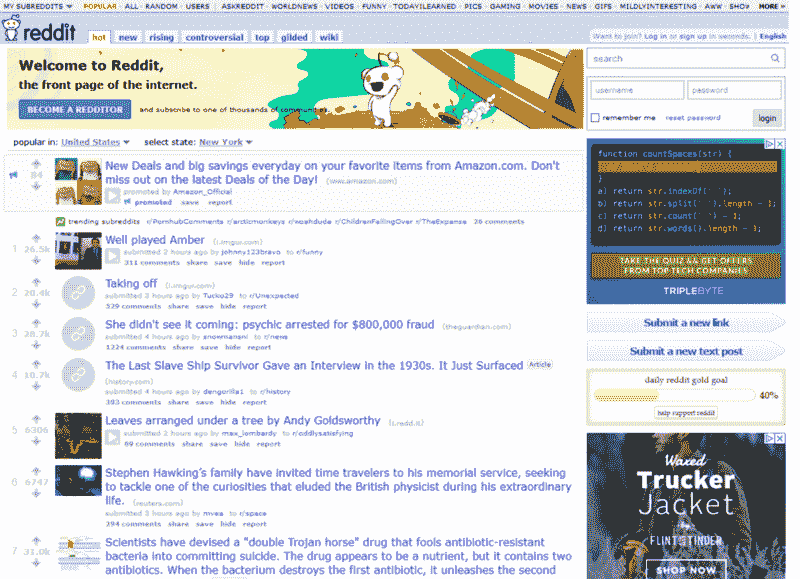 MY SUBREDDITS POPULAR - ALL - RANDOM - USERS | ASKREDDIT - WORLDNEWS - VIDEOS - FUNNY - TODAYILEARNED - PICS - GAMING - MOVIES - NEWS - GIFS - MILDLYINTERESTING - AWW - SHOW MORE »
reddit hot new rising controversial top gilded wiki
Want to join? Log in or sign up in seconds. | English
Welcome to Reddit,
the front page of the internet.
BECOME A REDDITOR and subscribe to one of thousands of communities.
search
username password
remember me reset password login
popular in: United States select state: New York
84
New Deals and big savings everyday on your favorite items from Amazon.com. Don't
miss out on the latest Deals of the Day! (www.amazon.com)
promoted by Amazon_Official
promoted save report
trending subreddits r/PornhubComments r/arcticmonkeys r/woahdude r/ChildrenFallingOver r/TheExpanse 26 comments
1 26.5k Well played Amber (i.imgur.com)
submitted 2 hours ago by johnny123bravo to r/funny
311 comments share save hide report
2 20.4k Taking off (i.imgur.com)
submitted 2 hours ago by Tucko29 to r/Unexpected
329 comments share save hide report
3 28.7k She didn't see it coming: psychic arrested for $800,000 fraud (theguardian.com)
submitted 4 hours ago by snowmansni to r/news
1224 comments share save hide report
4 10.7k The Last Slave Ship Survivor Gave an Interview in the 1930s. It Just Surfaced Article
(history.com)
submitted 4 hours ago by dengorilla1 to r/history
393 comments share save hide report
5 6306 Leaves arranged under a tree by Andy Goldsworthy (i.redd.it)
submitted 2 hours ago by max_lombardy to r/oddlysatisfying
69 comments share save hide report
6 6747 Stephen Hawking's family have invited time travelers to his memorial service, seeking
to tackle one of the curiosities that eluded the British physicist during his extraordinary
life. (reuters.com)
submitted 3 hours ago by mvea to r/space
294 comments share save hide report
7 31.0k Scientists have devised a "double Trojan horse" drug that fools antibiotic-resistant
bacteria into committing suicide. The drug appears to be a nutrient, but it contains two
antibiotics. When the bacterium destroys the first antibiotic, it unleashes the second
function countSpaces(str) {
}
a) return str.indexOf(' ');
b) return str.split(' ').length - 1;
c) return str.count(' ') - 1;
d) return str.words().length - 1;
TAKE THE QUIZ && GET OFFERS
FROM TOP TECH COMPANIES
TRIPLEBYTE
Submit a new link
Submit a new text post
daily reddit gold goal
40%
help support reddit
Waxed
Trucker
Jacket
by
FLINT & TINDER
SHOP NOW